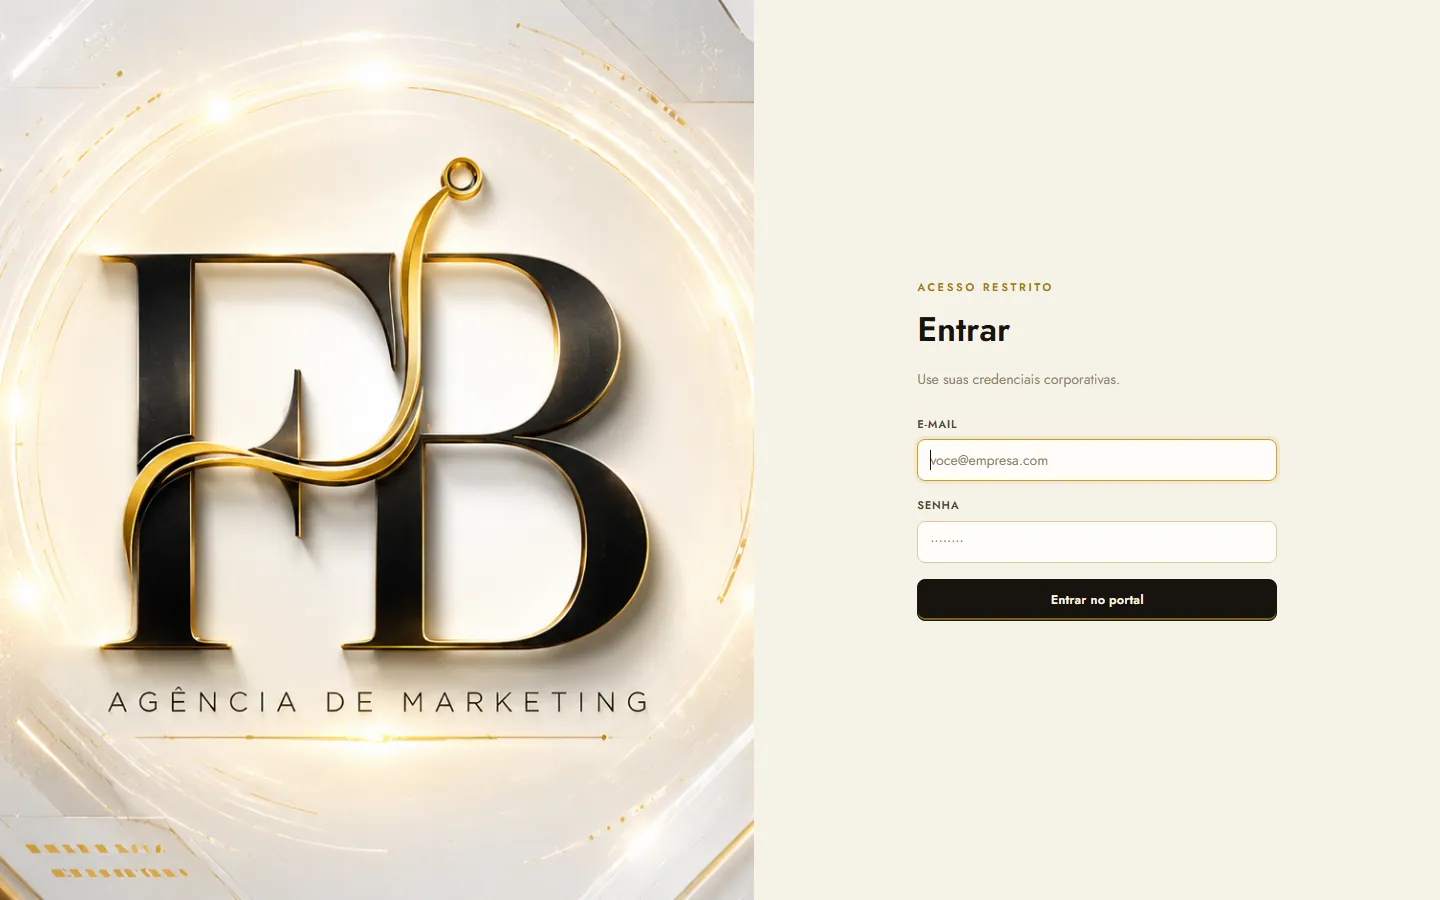 FB
AGÊNCIA DE MARKETING
ACESSO RESTRITO
Entrar
Use suas credenciais corporativas.
E-MAIL
voce@empresa.com
SENHA
........
Entrar no portal